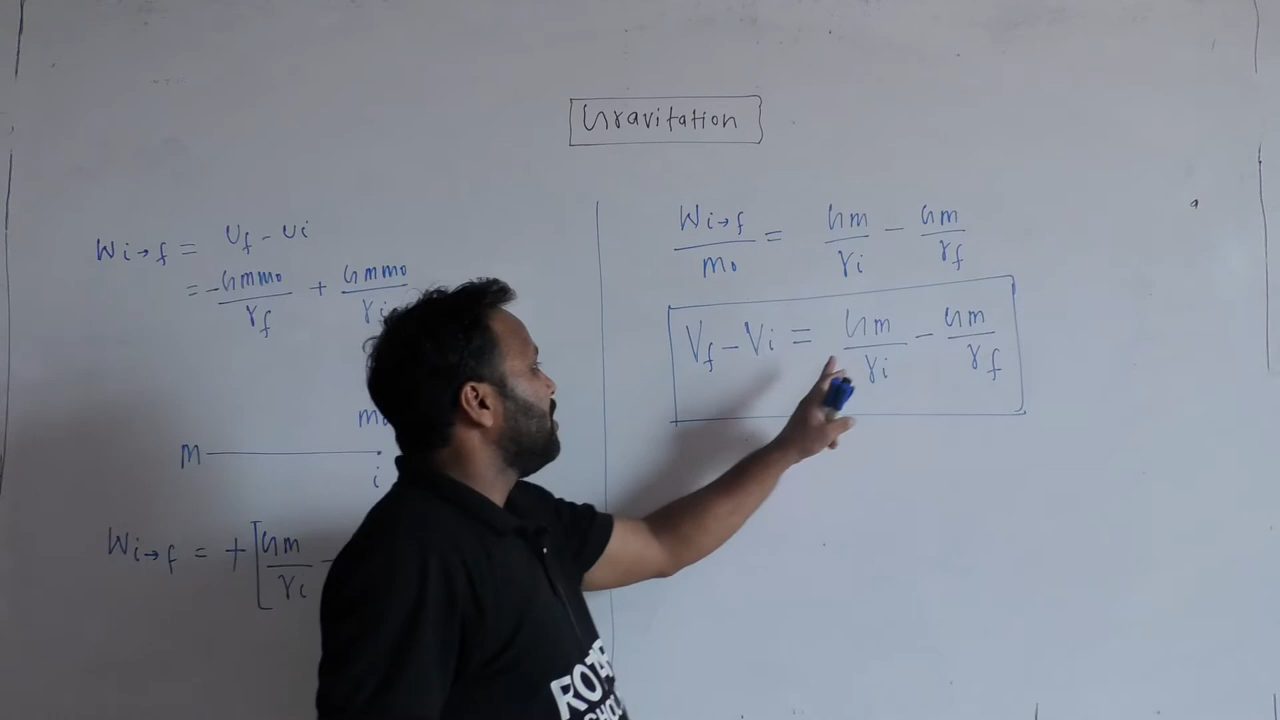 Gravitation
Wi→f = Uf - Ui
= - GMm₀/rf + GMm₀/ri
m₀
M
i
Wi→f = + [GM/ri -
Wi→f/m₀ = GM/ri - GM/rf
Vf - Vi = GM/ri - GM/rf